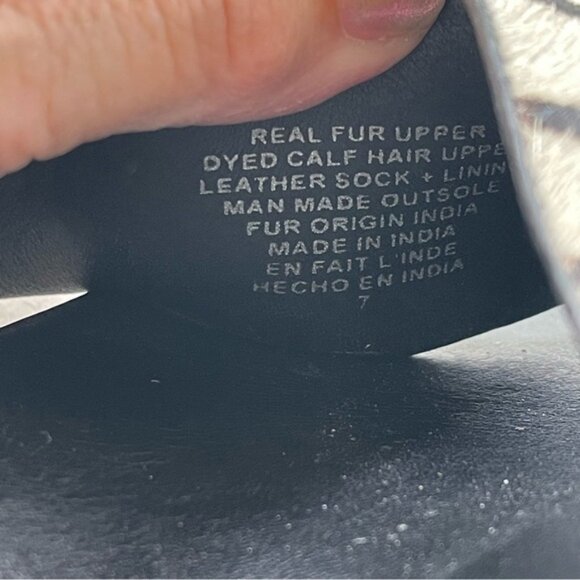 REAL FUR UPPER
DYED CALF HAIR UPPE
LEATHER SOCK + LININ
MAN MADE OUTSOLE
FUR ORIGIN INDIA
MADE IN INDIA
EN FAIT L'INDE
HECHO EN INDIA
7